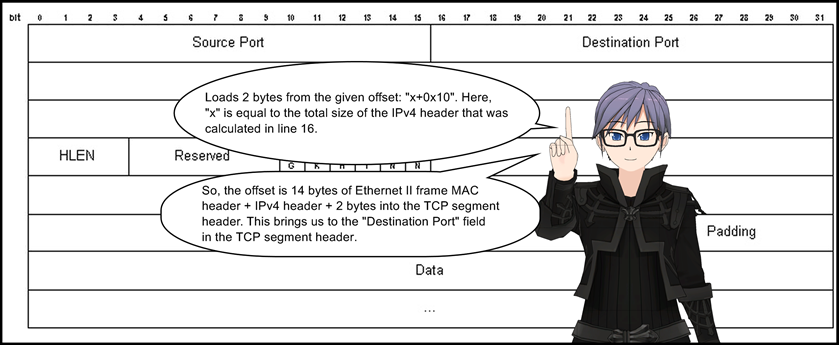 bit 0 1 2 3 4 5 6 7 8 9 10 11 12 13 14 15 16 17 18 19 20 21 22 23 24 25 26 27 28 29 30 31
Source Port Destination Port
Loads 2 bytes from the given offset: "x+0x10". Here,
"x" is equal to the total size of the IPv4 header that was
calculated in line 16.
HLEN Reserved
G K H T N N
So, the offset is 14 bytes of Ethernet II frame MAC
header + IPv4 header + 2 bytes into the TCP segment
header. This brings us to the "Destination Port" field
in the TCP segment header.
Padding
Data
...